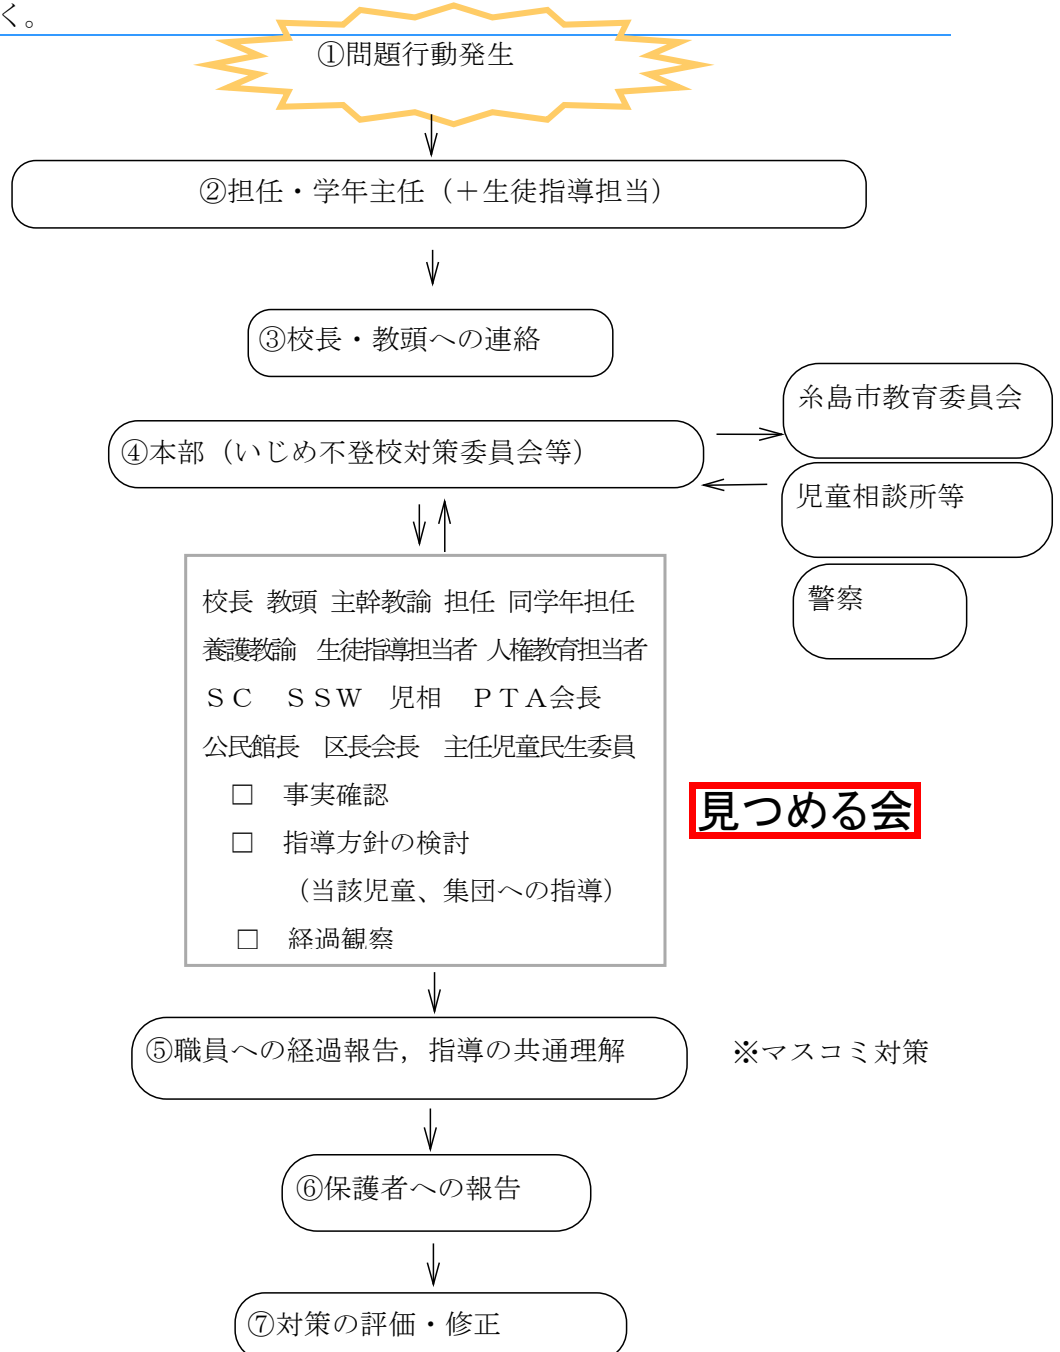 く。
①問題行動発生
②担任・学年主任（＋生徒指導担当）
③校長・教頭への連絡
糸島市教育委員会
④本部（いじめ不登校対策委員会等）
児童相談所等
警察
校長 教頭 主幹教諭 担任 同学年担任
養護教諭 生徒指導担当者 人権教育担当者
ＳＣ ＳＳＷ 児相 ＰＴＡ会長
公民館長 区長会長 主任児童民生委員
□ 事実確認
□ 指導方針の検討
（当該児童、集団への指導）
□ 経過観察
見つめる会
⑤職員への経過報告，指導の共通理解
※マスコミ対策
⑥保護者への報告
⑦対策の評価・修正